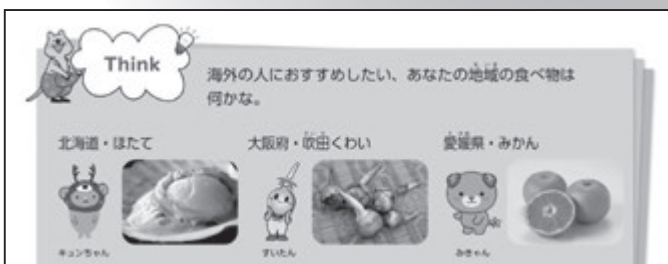 Think
海外の人におすすめしたい、あなたの地域の食べ物は
何かな。
北海道・ほたて
大阪府・吹田くわい
愛媛県・みかん
キュンちゃん
すいたん
みきゃん